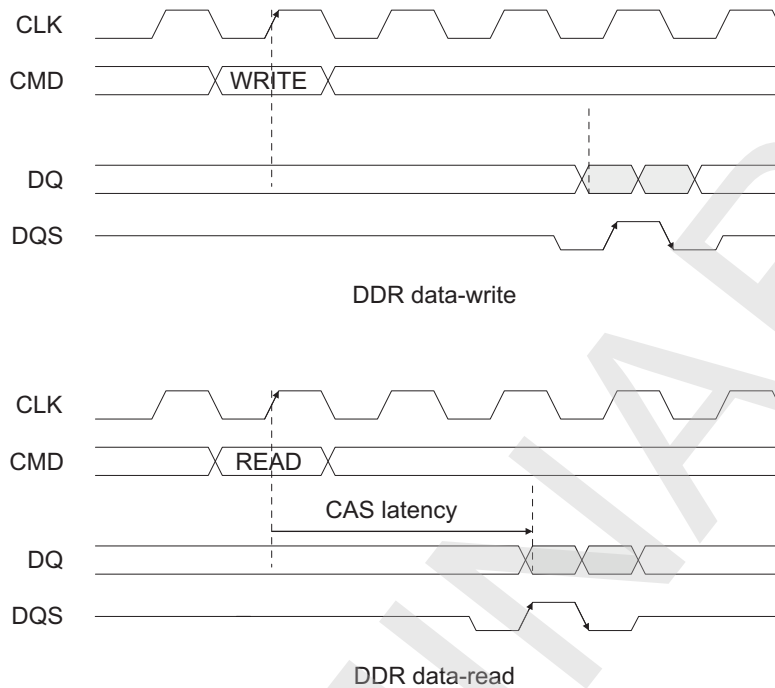 CLK
CMD WRITE
DQ
DQS
DDR data-write
CLK
CMD READ
CAS latency
DQ
DQS
DDR data-read